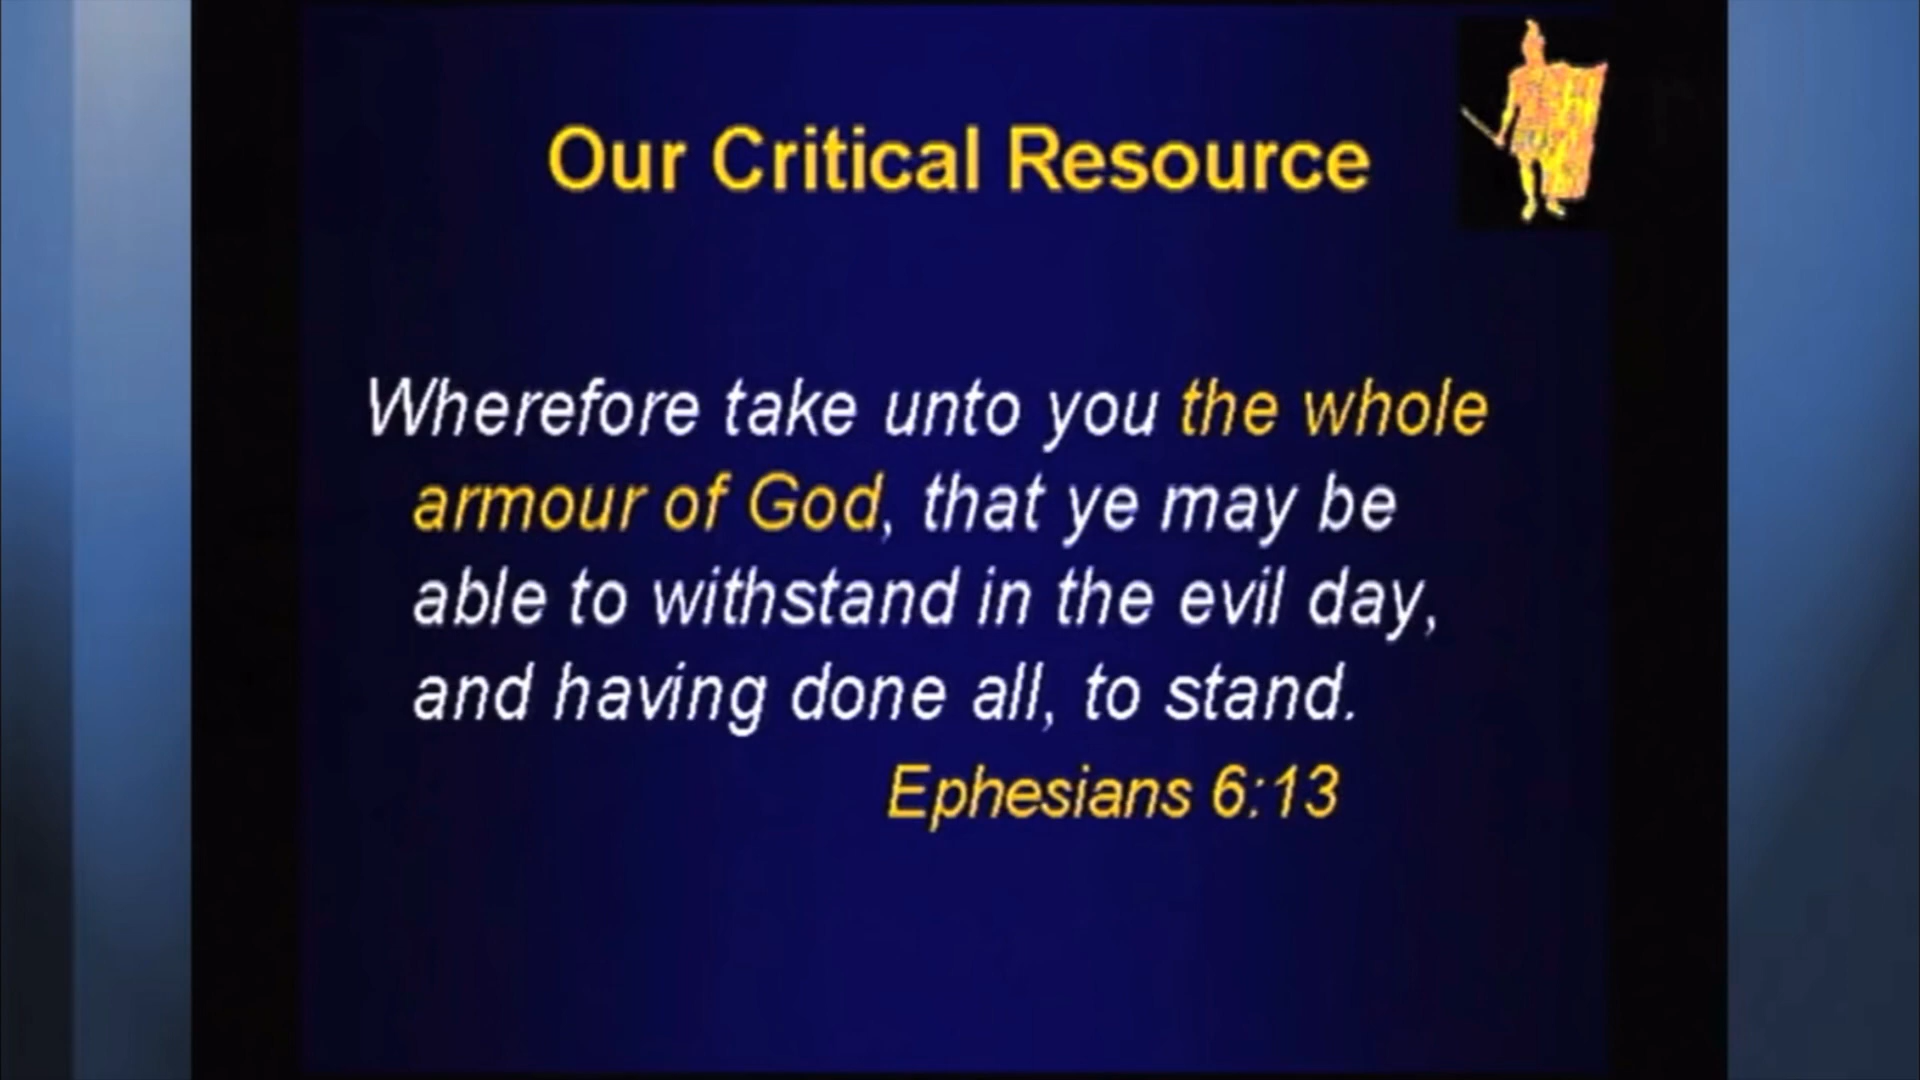 Our Critical Resource
Wherefore take unto you the whole
armour of God, that ye may be
able to withstand in the evil day,
and having done all, to stand.
Ephesians 6:13